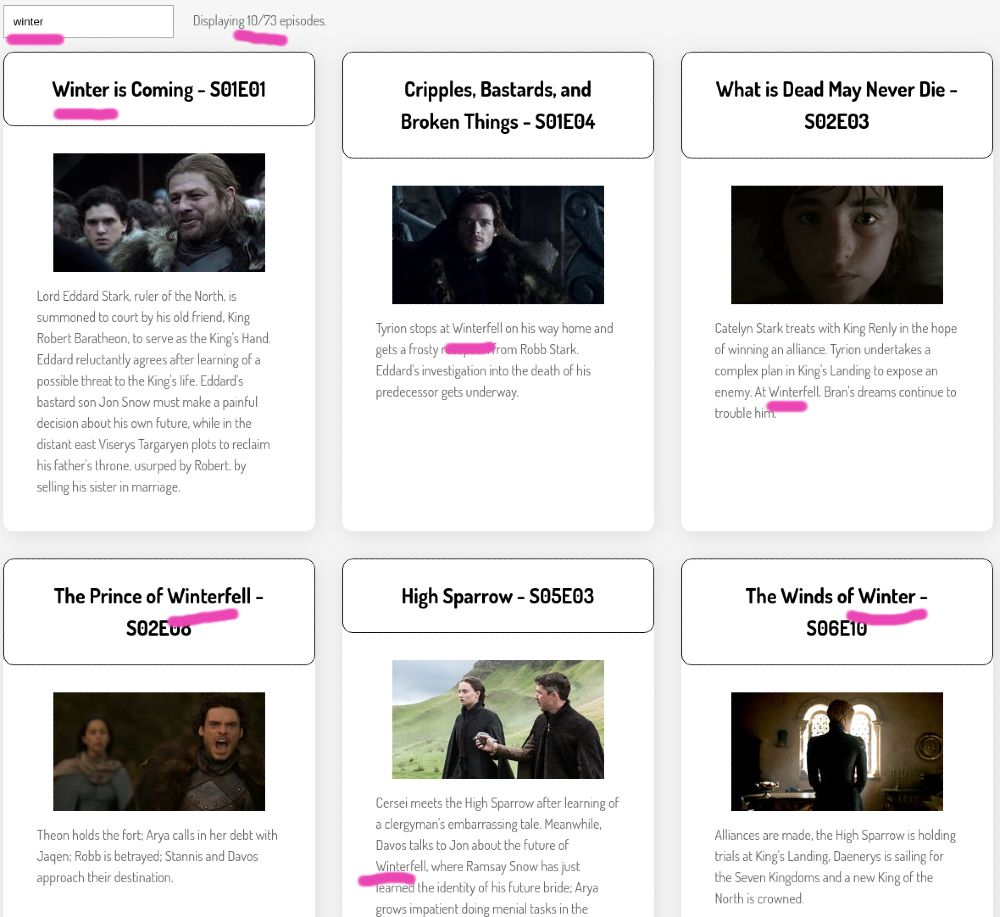 winter
Displaying 10/73 episodes.
Winter is Coming - S01E01
Lord Eddard Stark, ruler of the North, is
summoned to court by his old friend, King
Robert Baratheon, to serve as the King's Hand.
Eddard reluctantly agrees after learning of a
possible threat to the King's life. Eddard's
bastard son Jon Snow must make a painful
decision about his own future, while in the
distant east Viserys Targaryen plots to reclaim
his father's throne, usurped by Robert, by
selling his sister in marriage.
Cripples, Bastards, and
Broken Things - S01E04
Tyrion stops at Winterfell on his way home and
gets a frosty from Robb Stark.
Eddard's investigation into the death of his
predecessor gets underway.
What is Dead May Never Die -
S02E03
Catelyn Stark treats with King Renly in the hope
of winning an alliance. Tyrion undertakes a
complex plan in King's Landing to expose an
enemy. At Winterfell, Bran's dreams continue to
trouble him.
The Prince of Winterfell -
S02E08
Theon holds the fort; Arya calls in her debt with
Jaqen; Robb is betrayed; Stannis and Davos
approach their destination.
High Sparrow - S05E03
Cersei meets the High Sparrow after learning of
a clergyman's embarrassing tale. Meanwhile,
Davos talks to Jon about the future of
Winterfell, where Ramsay Snow has just
learned the identity of his future bride; Arya
grows impatient doing menial tasks in the
The Winds of Winter -
S06E10
Alliances are made, the High Sparrow is holding
trials at King's Landing, Daenerys is sailing for
the Seven Kingdoms and a new King of the
North is crowned.